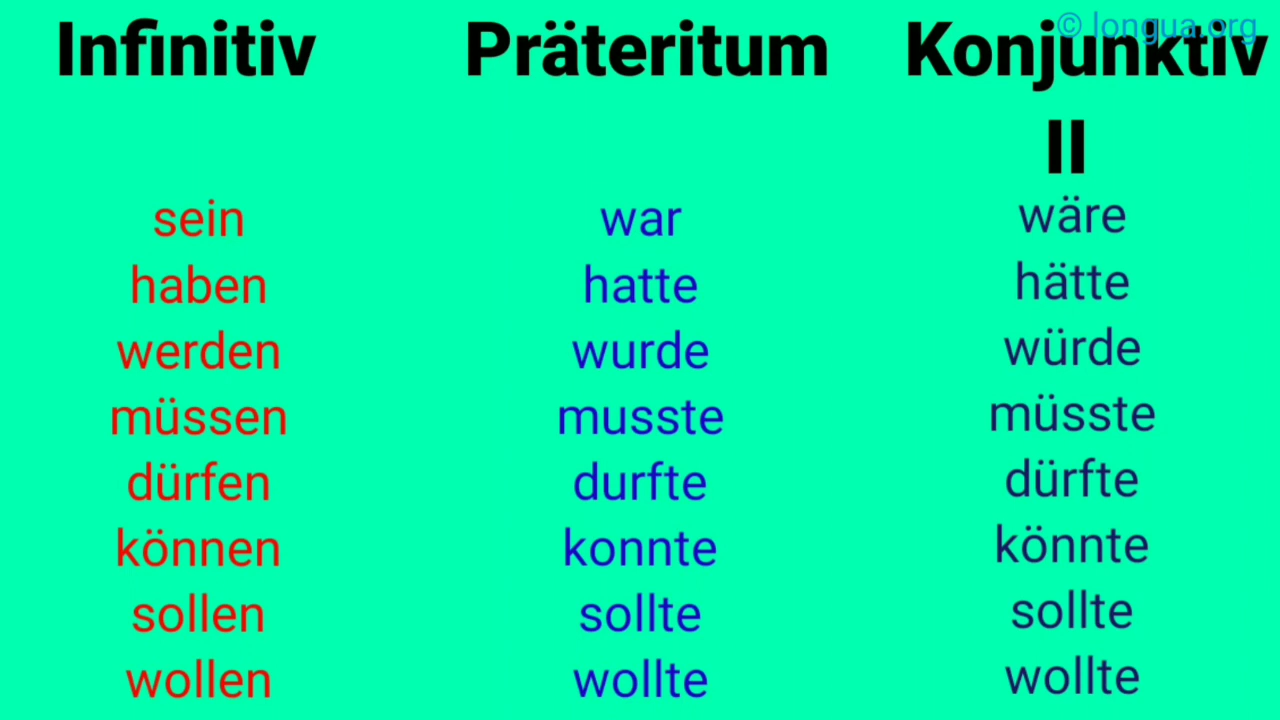 © longua.org
Infinitiv Präteritum Konjunktiv
II
sein war wäre
haben hatte hätte
werden wurde würde
müssen musste müsste
dürfen durfte dürfte
können konnte könnte
sollen sollte sollte
wollen wollte wollte